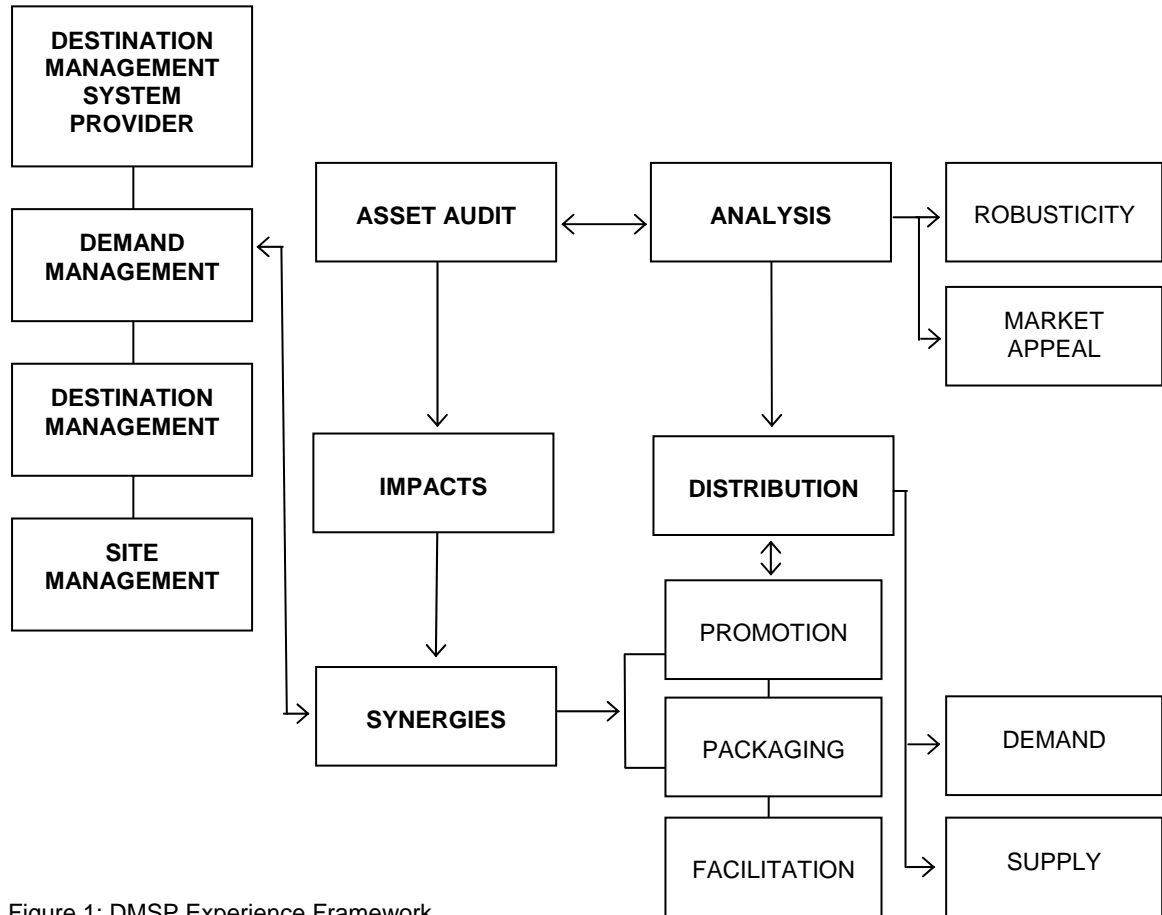 DESTINATION
MANAGEMENT
SYSTEM
PROVIDER
DEMAND
MANAGEMENT
DESTINATION
MANAGEMENT
SITE
MANAGEMENT
ASSET AUDIT
ANALYSIS
ROBUSTICITY
MARKET
APPEAL
IMPACTS
DISTRIBUTION
SYNERGIES
PROMOTION
PACKAGING
FACILITATION
DEMAND
SUPPLY
Figure 1: DMSP Experience Framework